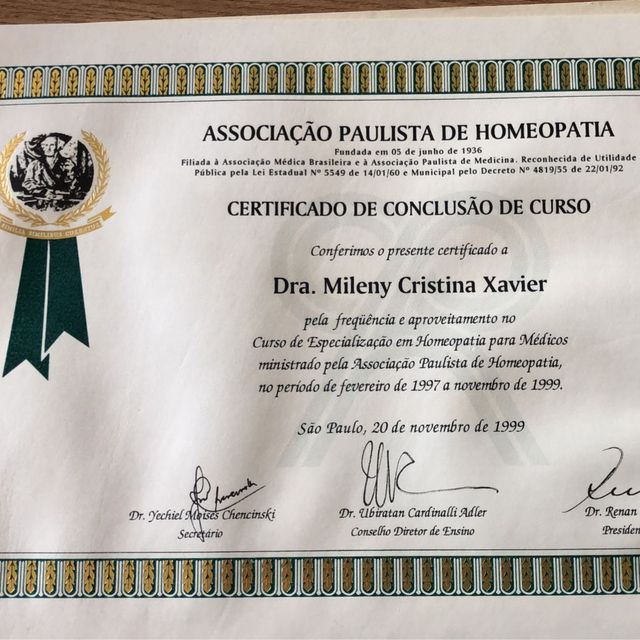 ASSOCIAÇÃO PAULISTA DE HOMEOPATIA
Fundada em 05 de junho de 1936
Filiada à Associação Médica Brasileira e à Associação Paulista de Medicina. Reconhecida de Utilidade
Pública pela Lei Estadual Nº 5549 de 14/01/60 e Municipal pelo Decreto Nº 4819/55 de 22/01/92
SIMILIA SIMILIBUS CURENTUR
CERTIFICADO DE CONCLUSÃO DE CURSO
Conferimos o presente certificado a
Dra. Mileny Cristina Xavier
pela freqüência e aproveitamento no
Curso de Especialização em Homeopatia para Médicos
ministrado pela Associação Paulista de Homeopatia,
no período de fevereiro de 1997 a novembro de 1999.
São Paulo, 20 de novembro de 1999
Dr. Yechiel Moises Chencinski
Secretário
Dr. Ubiratan Cardinalli Adler
Conselho Diretor de Ensino
Dr. Renan
Presiden